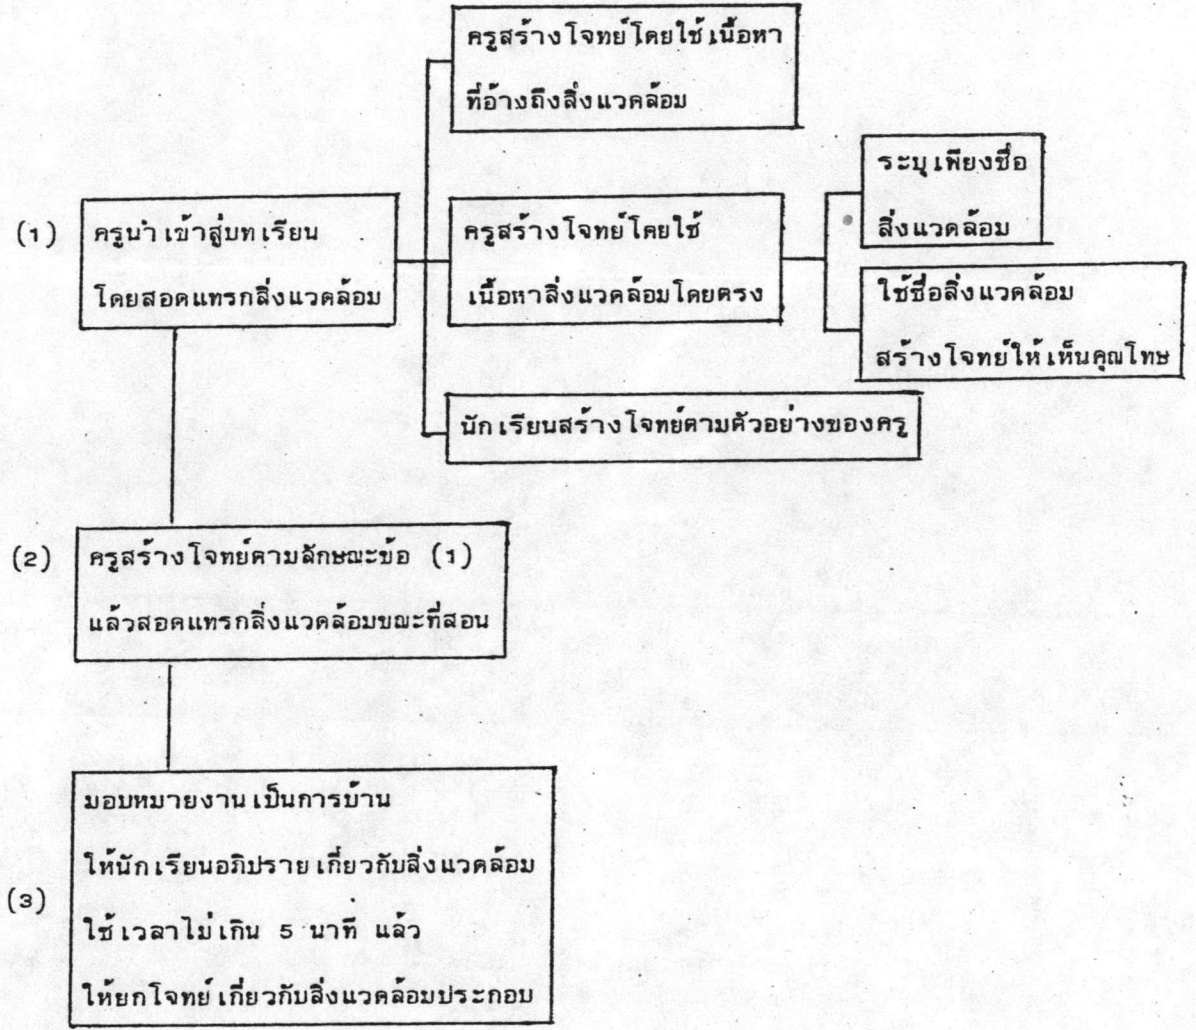 ครูสร้างโจทย์โดยใช้เนื้อหา
ที่อ้างถึงสิ่งแวดล้อม
ระบุเพียงชื่อ
สิ่งแวดล้อม
(1) ครูนำเข้าสู่บทเรียน
โดยสอดแทรกสิ่งแวดล้อม
ครูสร้างโจทย์โดยใช้
เนื้อหาสิ่งแวดล้อมโดยตรง
ใช้ชื่อสิ่งแวดล้อม
สร้างโจทย์ให้เห็นคุณโทษ
นักเรียนสร้างโจทย์ตามตัวอย่างของครู
(2) ครูสร้างโจทย์ตามลักษณะข้อ (1)
แล้วสอดแทรกสิ่งแวดล้อมขณะที่สอน
(3)
มอบหมายงานเป็นการบ้าน
ให้นักเรียนอภิปรายเกี่ยวกับสิ่งแวดล้อม
ใช้เวลาไม่เกิน 5 นาที แล้ว
ให้ยกโจทย์เกี่ยวกับสิ่งแวดล้อมประกอบ